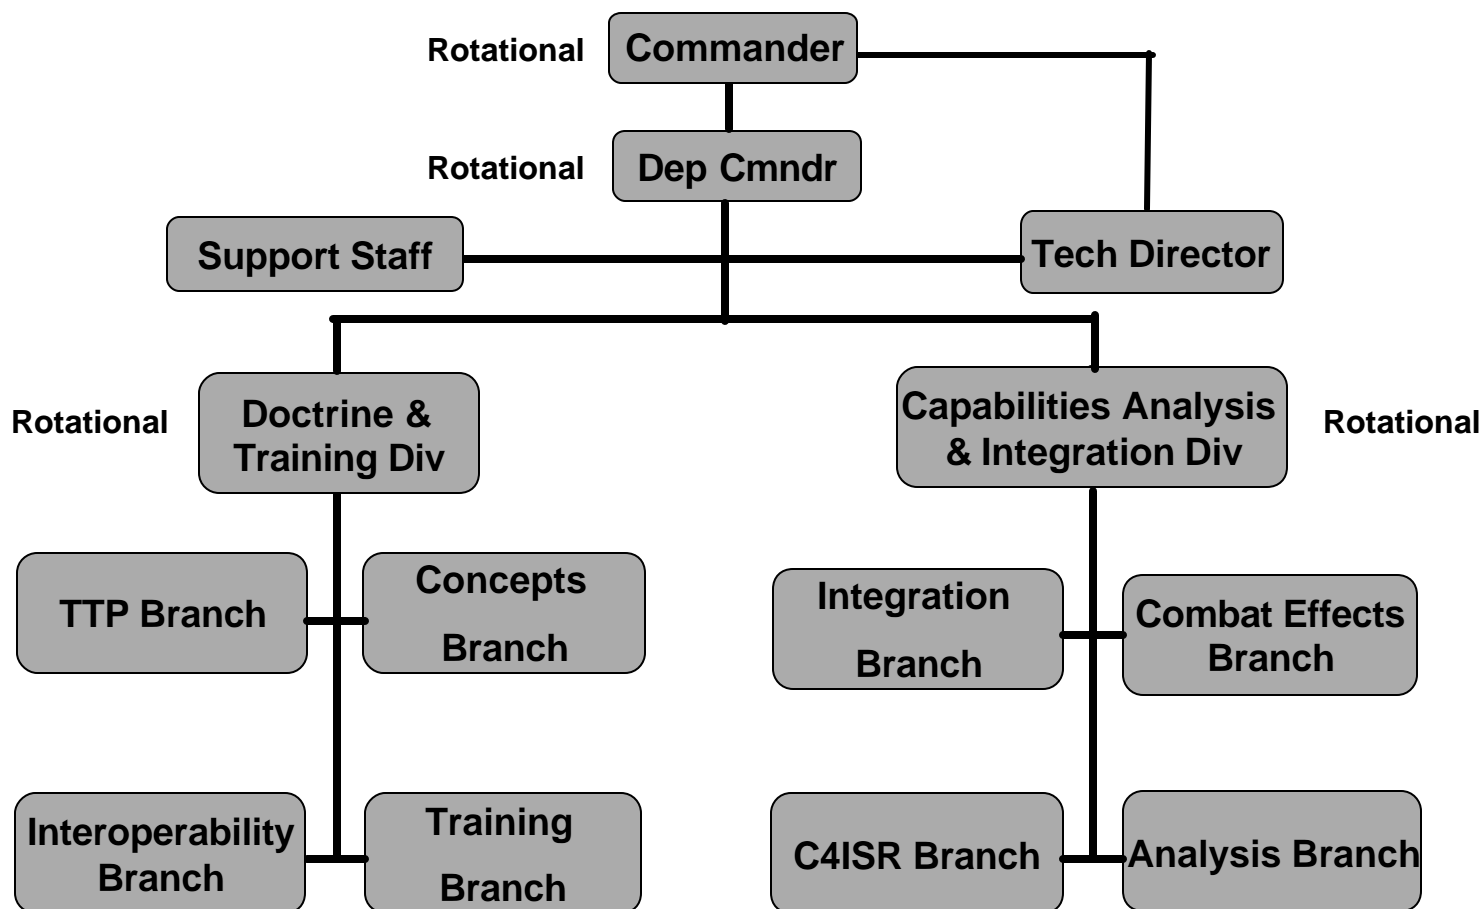 Rotational
Commander
Rotational
Dep Cmndr
Support Staff
Tech Director
Rotational
Doctrine &
Training Div
Capabilities Analysis
& Integration Div
Rotational
TTP Branch
Concepts
Branch
Integration
Branch
Combat Effects
Branch
Interoperability
Branch
Training
Branch
C4ISR Branch
Analysis Branch